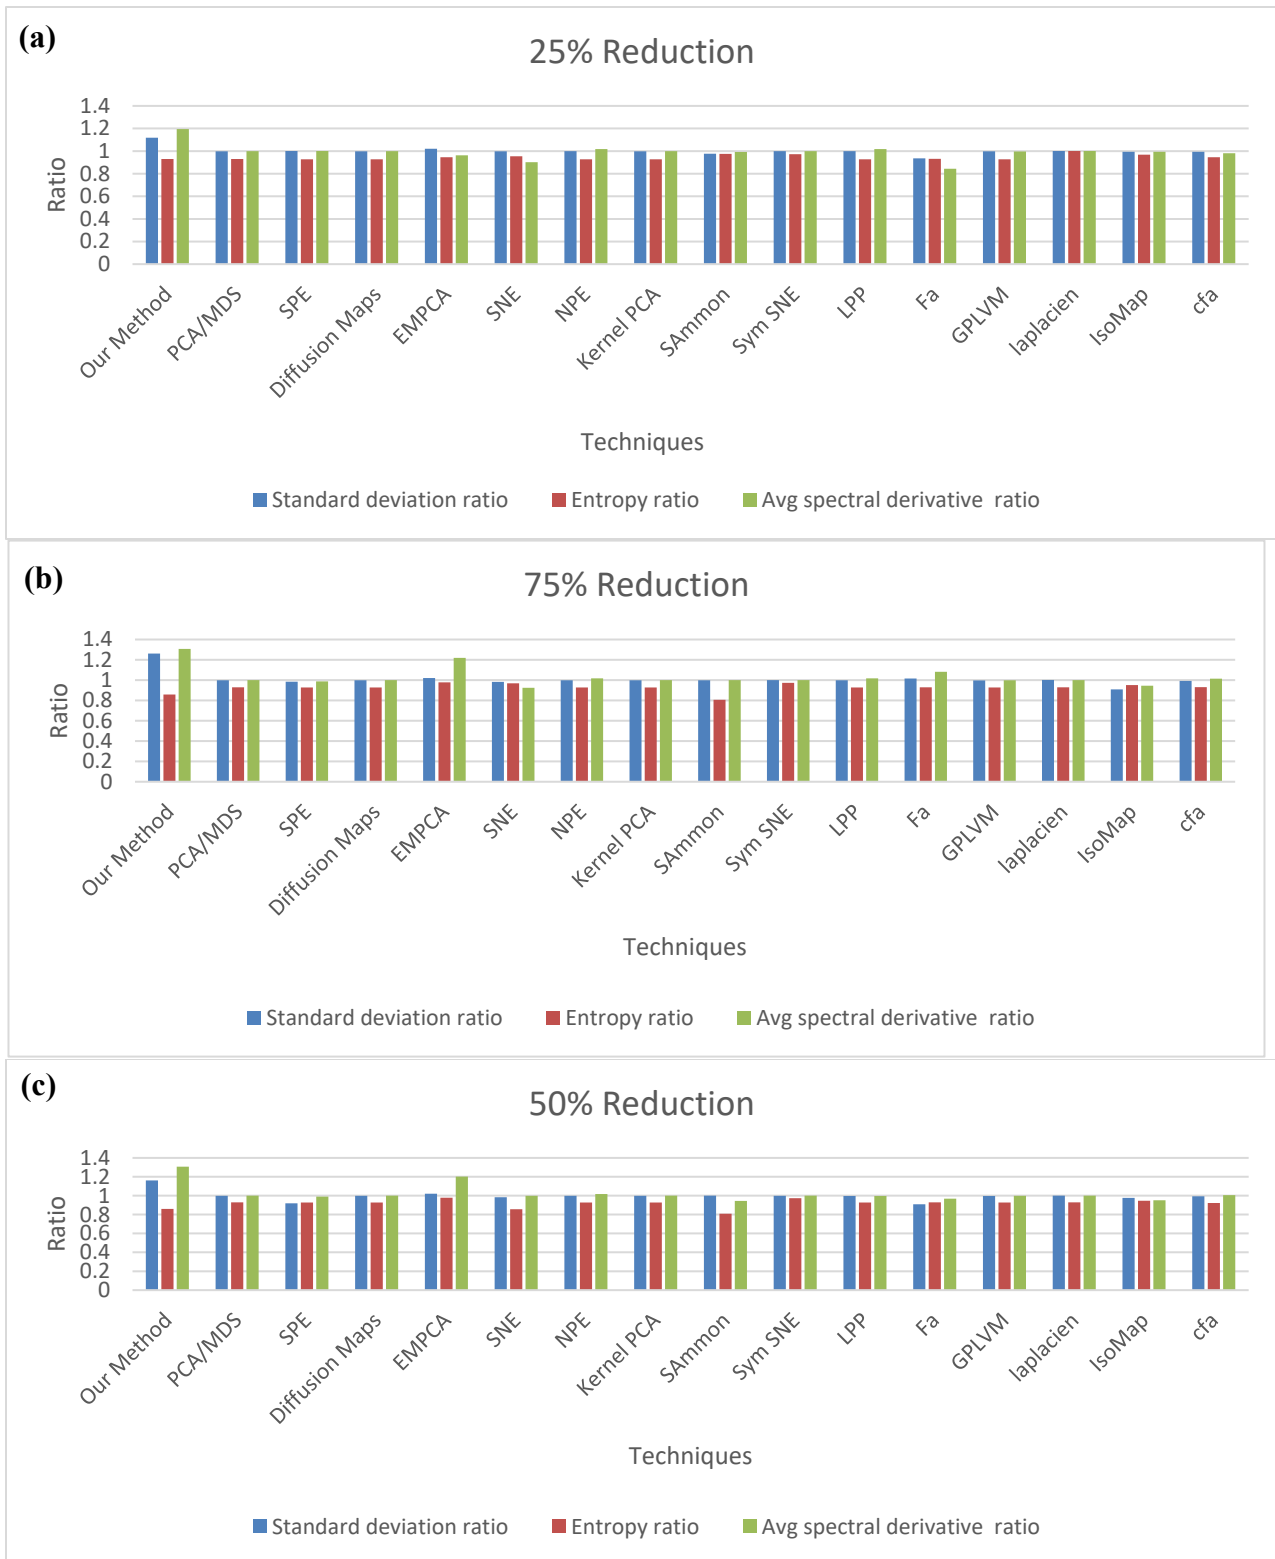 (a)
25% Reduction
1.4
1.2
1
0.8
0.6
0.4
0.2
0
Ratio
Our Method
PCA/MDS
SPE
Diffusion Maps
EMPCA
SNE
NPE
Kernel PCA
SAmmon
Sym SNE
LPP
Fa
GPLVM
laplacien
IsoMap
cfa
Techniques
Standard deviation ratio Entropy ratio Avg spectral derivative ratio
(b)
75% Reduction
1.4
1.2
1
0.8
0.6
0.4
0.2
0
Ratio
Our Method
PCA/MDS
SPE
Diffusion Maps
EMPCA
SNE
NPE
Kernel PCA
SAmmon
Sym SNE
LPP
Fa
GPLVM
laplacien
IsoMap
cfa
Techniques
Standard deviation ratio Entropy ratio Avg spectral derivative ratio
(c)
50% Reduction
1.4
1.2
1
0.8
0.6
0.4
0.2
0
Ratio
Our Method
PCA/MDS
SPE
Diffusion Maps
EMPCA
SNE
NPE
Kernel PCA
SAmmon
Sym SNE
LPP
Fa
GPLVM
laplacien
IsoMap
cfa
Techniques
Standard deviation ratio Entropy ratio Avg spectral derivative ratio